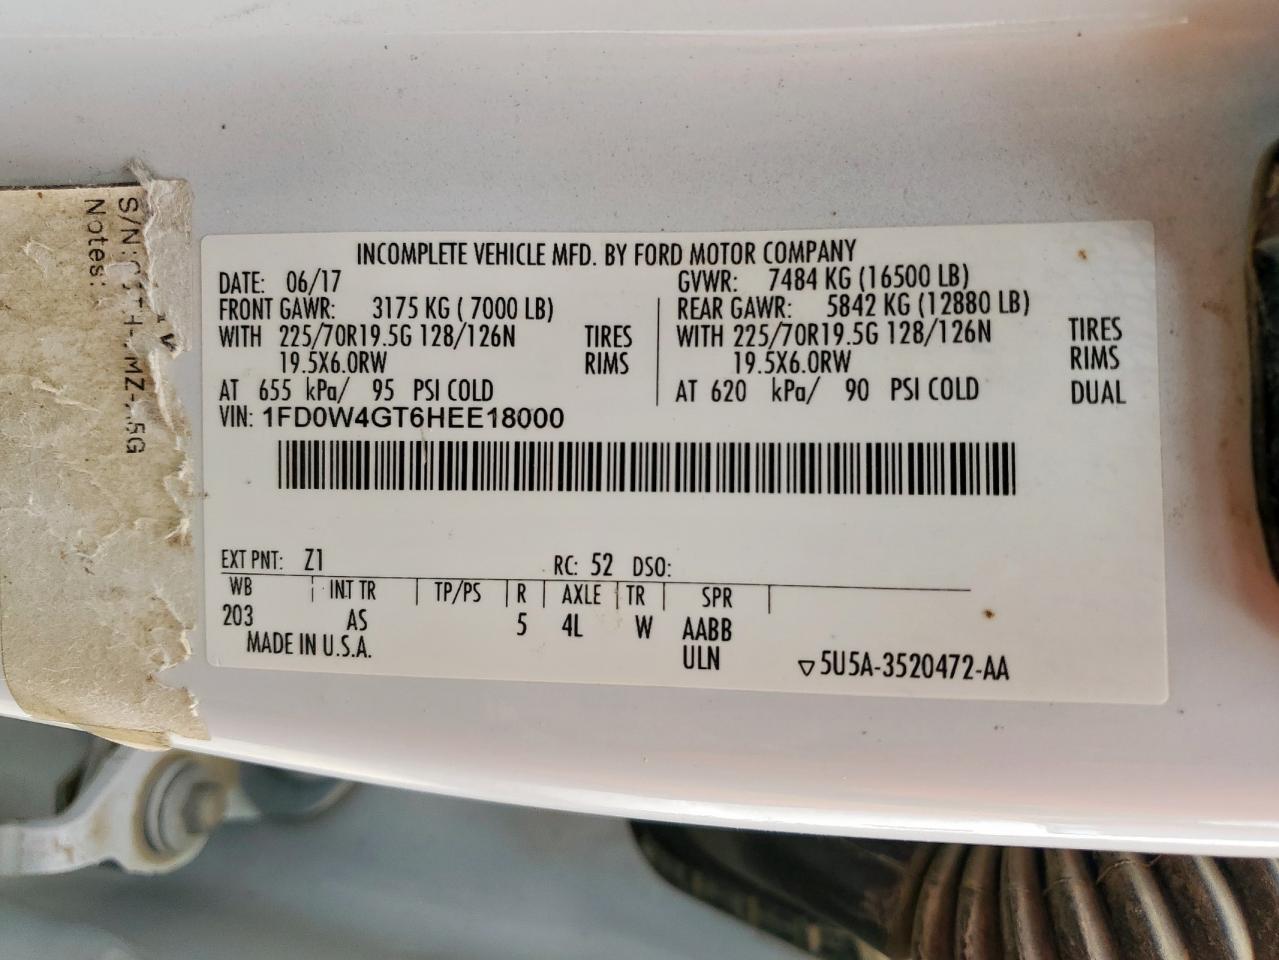 INCOMPLETE VEHICLE MFD. BY FORD MOTOR COMPANY
DATE: 06/17 GVWR: 7484 KG (16500 LB)
FRONT GAWR: 3175 KG ( 7000 LB) REAR GAWR: 5842 KG (12880 LB)
WITH 225/70R19.5G 128/126N TIRES WITH 225/70R19.5G 128/126N TIRES
19.5X6.0RW RIMS 19.5X6.0RW RIMS
AT 655 kPa/ 95 PSI COLD AT 620 kPa/ 90 PSI COLD DUAL
VIN: 1FD0W4GT6HEE18000
EXT PNT: Z1 RC: 52 DSO:
WB INT TR TP/PS R AXLE TR SPR
203 AS 5 4L W AABB
MADE IN U.S.A. ULN ▽5U5A-3520472-AA
S/N:
Notes: